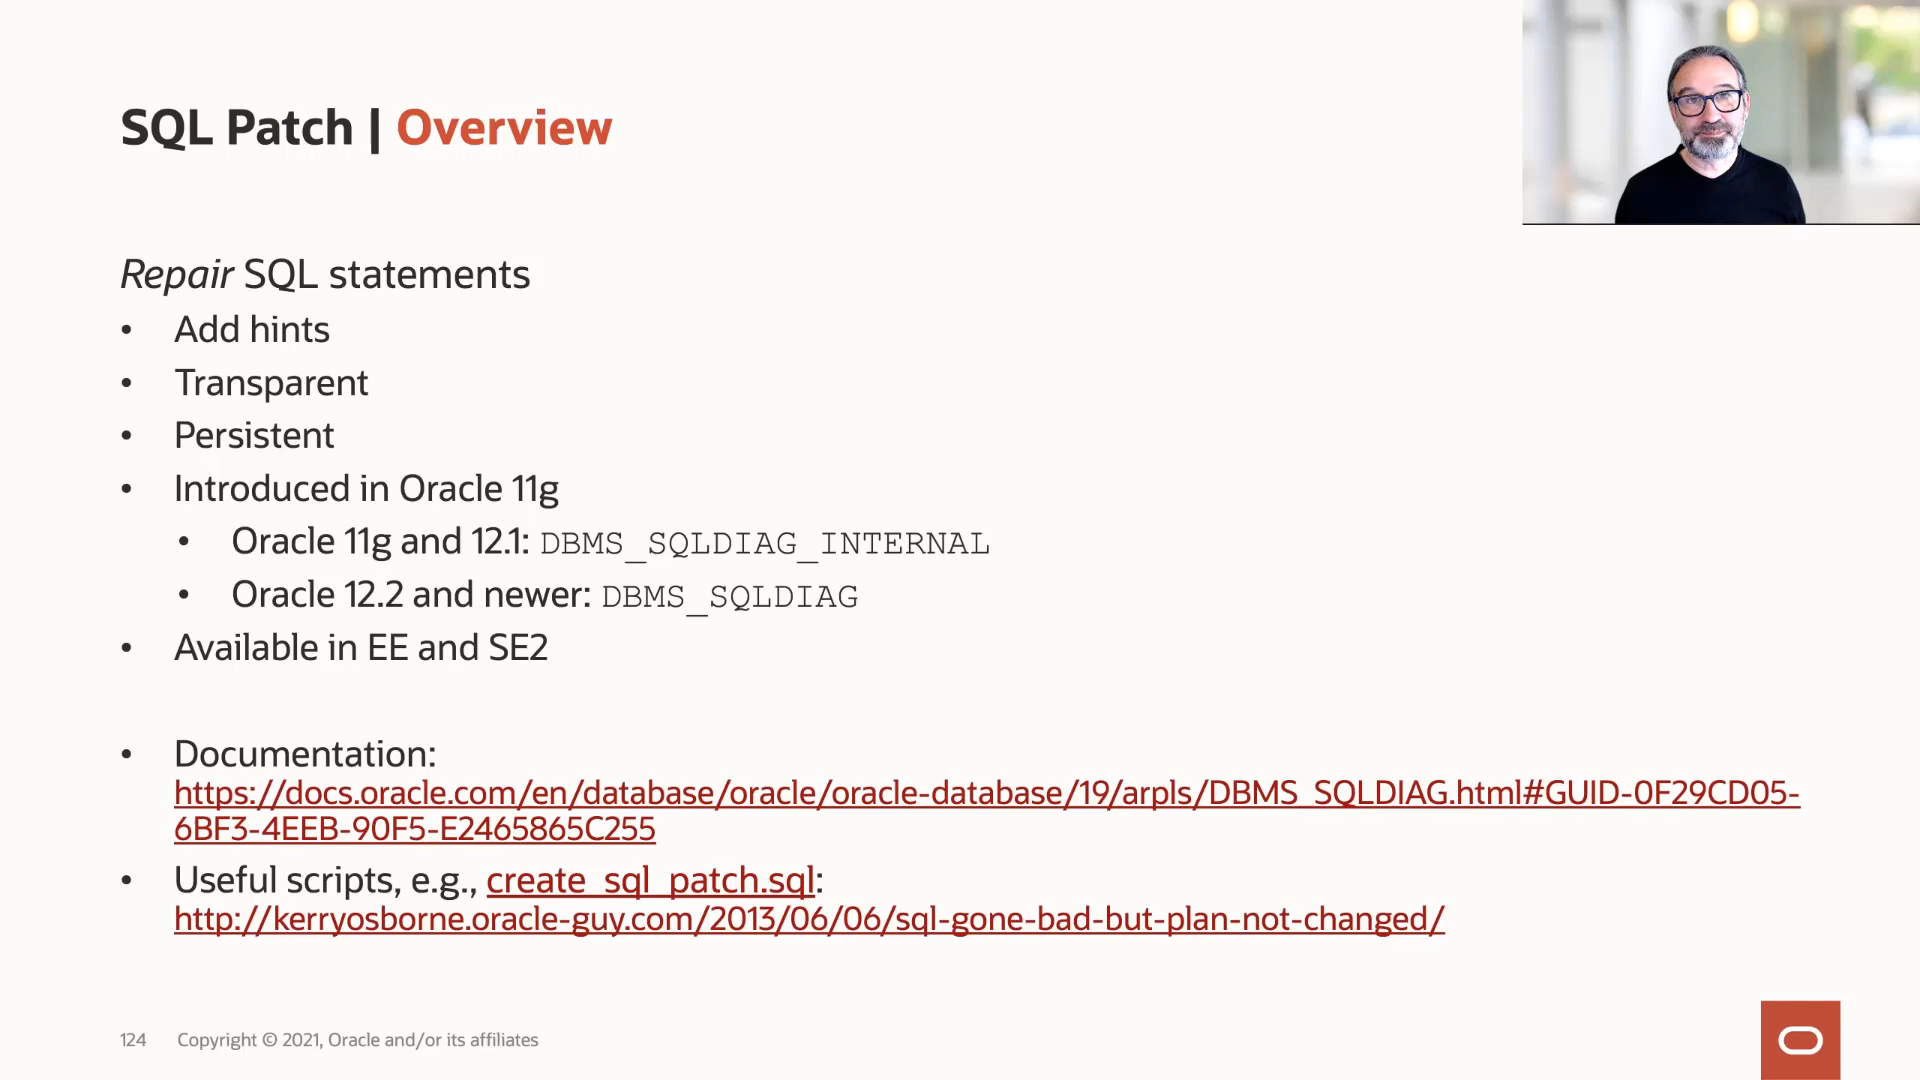 SQL Patch | Overview
Repair SQL statements
• Add hints
• Transparent
• Persistent
• Introduced in Oracle 11g
• Oracle 11g and 12.1: DBMS_SQLDIAG_INTERNAL
• Oracle 12.2 and newer: DBMS_SQLDIAG
• Available in EE and SE2
• Documentation:
https://docs.oracle.com/en/database/oracle/oracle-database/19/arpls/DBMS_SQLDIAG.html#GUID-0F29CD05-
6BF3-4EEB-90F5-E2465865C255
• Useful scripts, e.g., create_sql_patch.sql:
http://kerryosborne.oracle-guy.com/2013/06/06/sql-gone-bad-but-plan-not-changed/
124 Copyright © 2021, Oracle and/or its affiliates